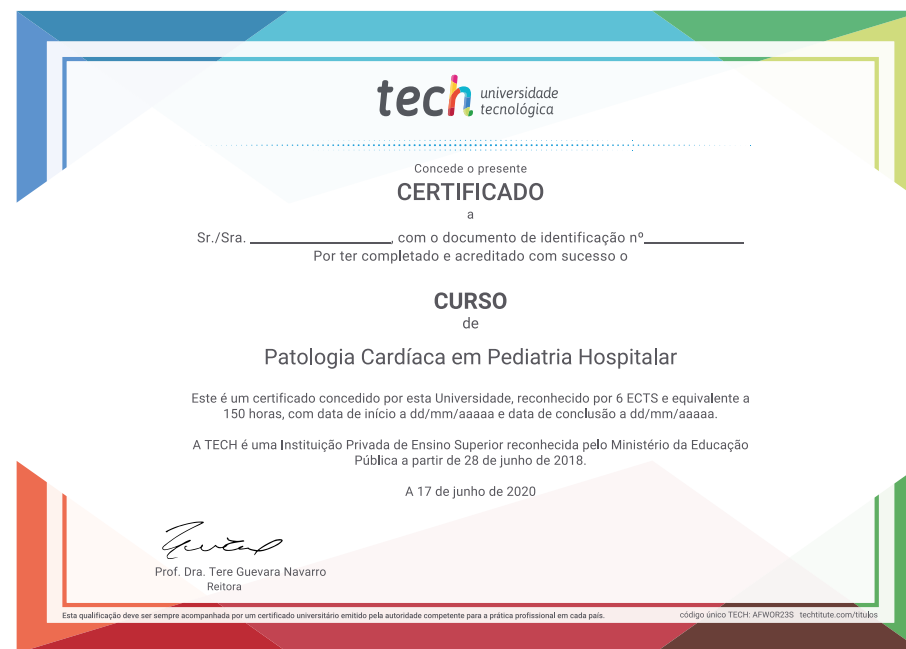 tech universidade
tecnológica
Concede o presente
CERTIFICADO
a
Sr./Sra. ____________________, com o documento de identificação nº______________
Por ter completado e acreditado com sucesso o
CURSO
de
Patologia Cardíaca em Pediatria Hospitalar
Este é um certificado concedido por esta Universidade, reconhecido por 6 ECTS e equivalente a
150 horas, com data de início a dd/mm/aaaaa e data de conclusão a dd/mm/aaaaa.
A TECH é uma Instituição Privada de Ensino Superior reconhecida pelo Ministério da Educação
Pública a partir de 28 de junho de 2018.
A 17 de junho de 2020
Prof. Dra. Tere Guevara Navarro
Reitora
Esta qualificação deve ser sempre acompanhada por um certificado universitário emitido pela autoridade competente para a prática profissional em cada país.
código único TECH: AFWOR23S techtitute.com/titulos